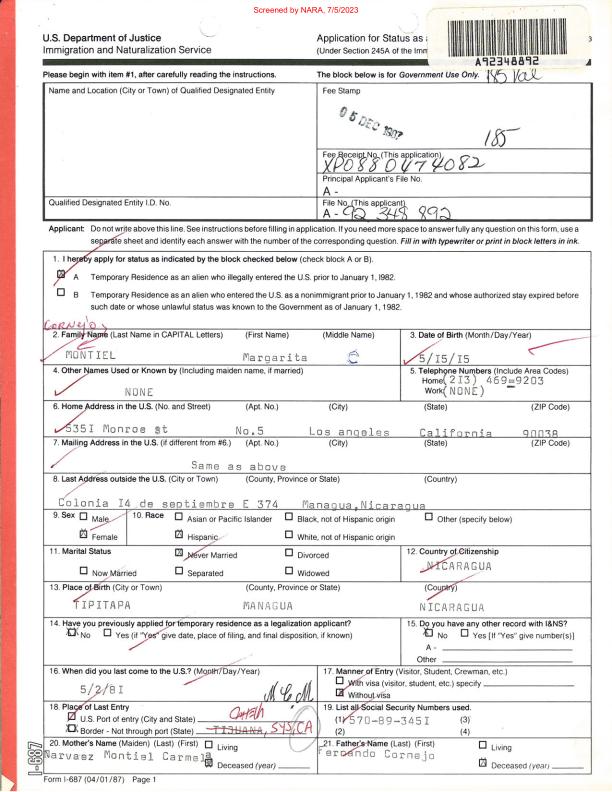 Screened by NARA, 7/5/2023
U.S. Department of Justice
Immigration and Naturalization Service
Application for Status as
(Under Section 245A of the Imm
3
A92348892
Please begin with item #1, after carefully reading the instructions.
The block below is for Government Use Only. 185 Val
Name and Location (City or Town) of Qualified Designated Entity
Fee Stamp
05 DEC 1987
185
Fee Receipt No. (This application)
XP0880474082
Principal Applicant's File No.
A -
Qualified Designated Entity I.D. No.
File No. (This applicant)
A - 92 348 892
Applicant: Do not write above this line. See instructions before filling in application. If you need more space to answer fully any question on this form, use a
separate sheet and identify each answer with the number of the corresponding question. Fill in with typewriter or print in block letters in ink.
1. I hereby apply for status as indicated by the block checked below (check block A or B).
X A Temporary Residence as an alien who illegally entered the U.S. prior to January 1, 1982.
B Temporary Residence as an alien who entered the U.S. as a nonimmigrant prior to January 1, 1982 and whose authorized stay expired before
such date or whose unlawful status was known to the Government as of January 1, 1982.
CORNEJO,
2. Family Name (Last Name in CAPITAL Letters) (First Name) (Middle Name)
MONTIEL Margarita C
3. Date of Birth (Month/Day/Year)
5/I5/I5
4. Other Names Used or Known by (Including maiden name, if married)
NONE
5. Telephone Numbers (Include Area Codes)
Home (2I3) 469=9203
Work (NONE)
6. Home Address in the U.S. (No. and Street) (Apt. No.) (City) (State) (ZIP Code)
535I Monroe st No.5 Los angeles California 90038
7. Mailing Address in the U.S. (if different from #6.) (Apt. No.) (City) (State) (ZIP Code)
Same as above
8. Last Address outside the U.S. (City or Town) (County, Province or State) (Country)
Colonia I4 de septiembre E 374 Managua,Nicaragua
9. Sex Male 10. Race Asian or Pacific Islander Black, not of Hispanic origin Other (specify below)
X Female X Hispanic White, not of Hispanic origin
11. Marital Status X Never Married Divorced
Now Married Separated Widowed
12. Country of Citizenship
NICARAGUA
13. Place of Birth (City or Town) (County, Province or State) (Country)
TIPITAPA MANAGUA NICARAGUA
14. Have you previously applied for temporary residence as a legalization applicant?
X No Yes (if "Yes" give date, place of filing, and final disposition, if known)
15. Do you have any other record with I&NS?
X No Yes [If "Yes" give number(s)]
A -
Other
16. When did you last come to the U.S.? (Month/Day/Year)
5/2/8I M.C.M
17. Manner of Entry (Visitor, Student, Crewman, etc.)
With visa (visitor, student, etc.) specify
X Without visa
18. Place of Last Entry
U.S. Port of entry (City and State)
X Border - Not through port (State) TIJUANA, SYS, CA
19. List all Social Security Numbers used.
(1) 570-89-345I (3)
(2) (4)
20. Mother's Name (Maiden) (Last) (First) Living
Narvaez Montiel Carmela
X Deceased (year)
21. Father's Name (Last) (First) Living
Fernando Cornejo
X Deceased (year)
I-687
Form I-687 (04/01/87) Page 1